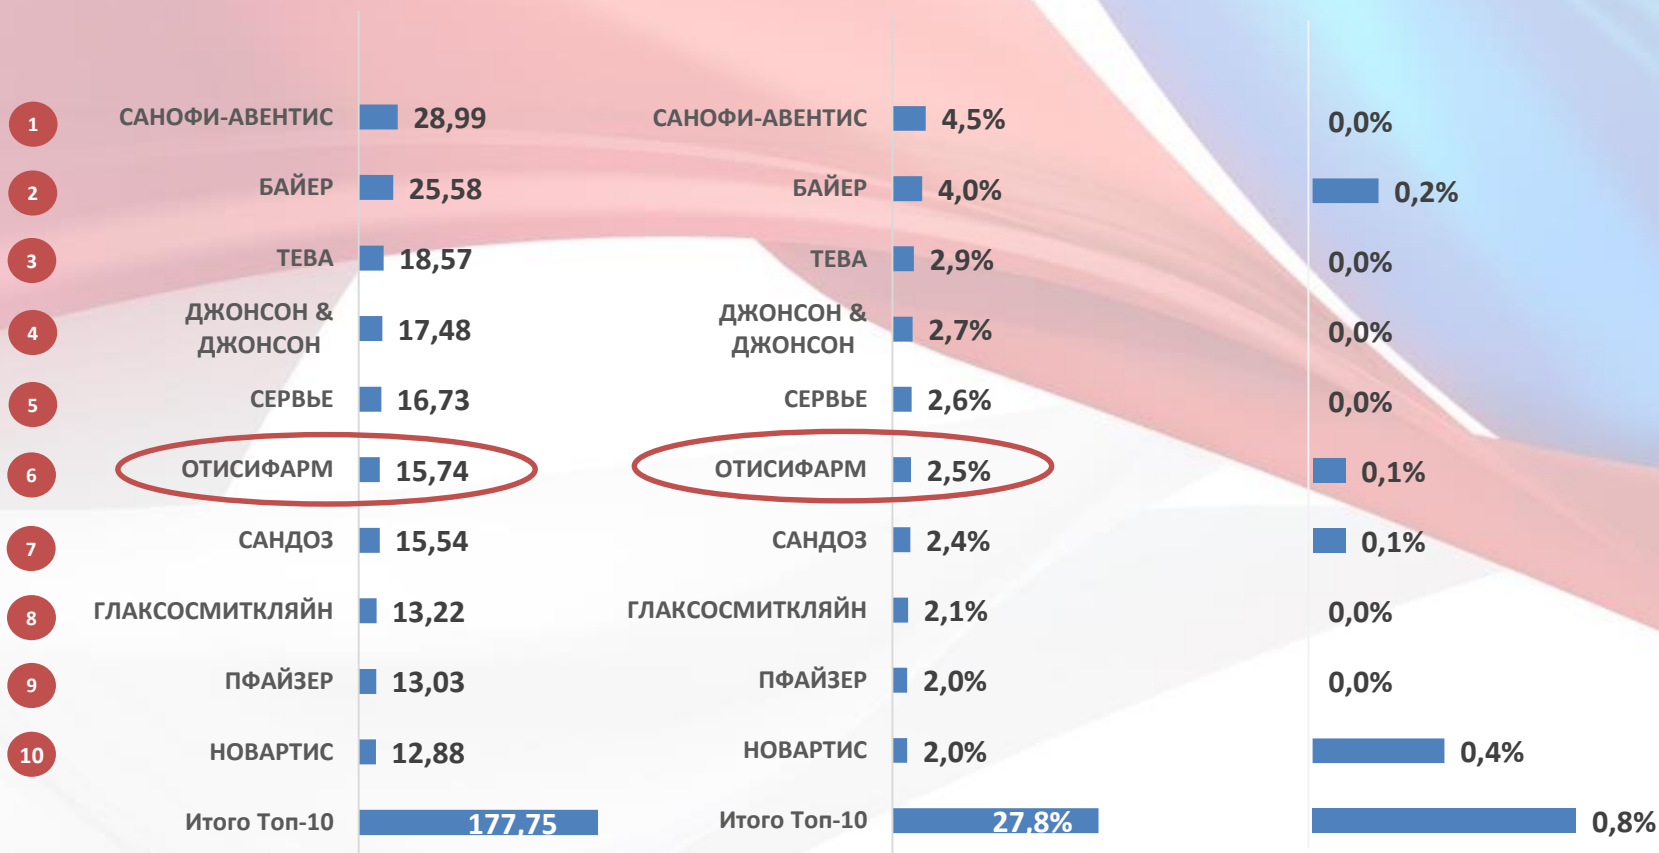 1 САНОФИ-АВЕНТИС 28,99 САНОФИ-АВЕНТИС 4,5% 0,0%
2 БАЙЕР 25,58 БАЙЕР 4,0% 0,2%
3 ТЕВА 18,57 ТЕВА 2,9% 0,0%
4 ДЖОНСОН & ДЖОНСОН 17,48 ДЖОНСОН & ДЖОНСОН 2,7% 0,0%
5 СЕРВЬЕ 16,73 СЕРВЬЕ 2,6% 0,0%
6 ОТИСИФАРМ 15,74 ОТИСИФАРМ 2,5% 0,1%
7 САНДОЗ 15,54 САНДОЗ 2,4% 0,1%
8 ГЛАКСОСМИТКЛЯЙН 13,22 ГЛАКСОСМИТКЛЯЙН 2,1% 0,0%
9 ПФАЙЗЕР 13,03 ПФАЙЗЕР 2,0% 0,0%
10 НОВАРТИС 12,88 НОВАРТИС 2,0% 0,4%
Итого Топ-10 177,75 Итого Топ-10 27,8% 0,8%